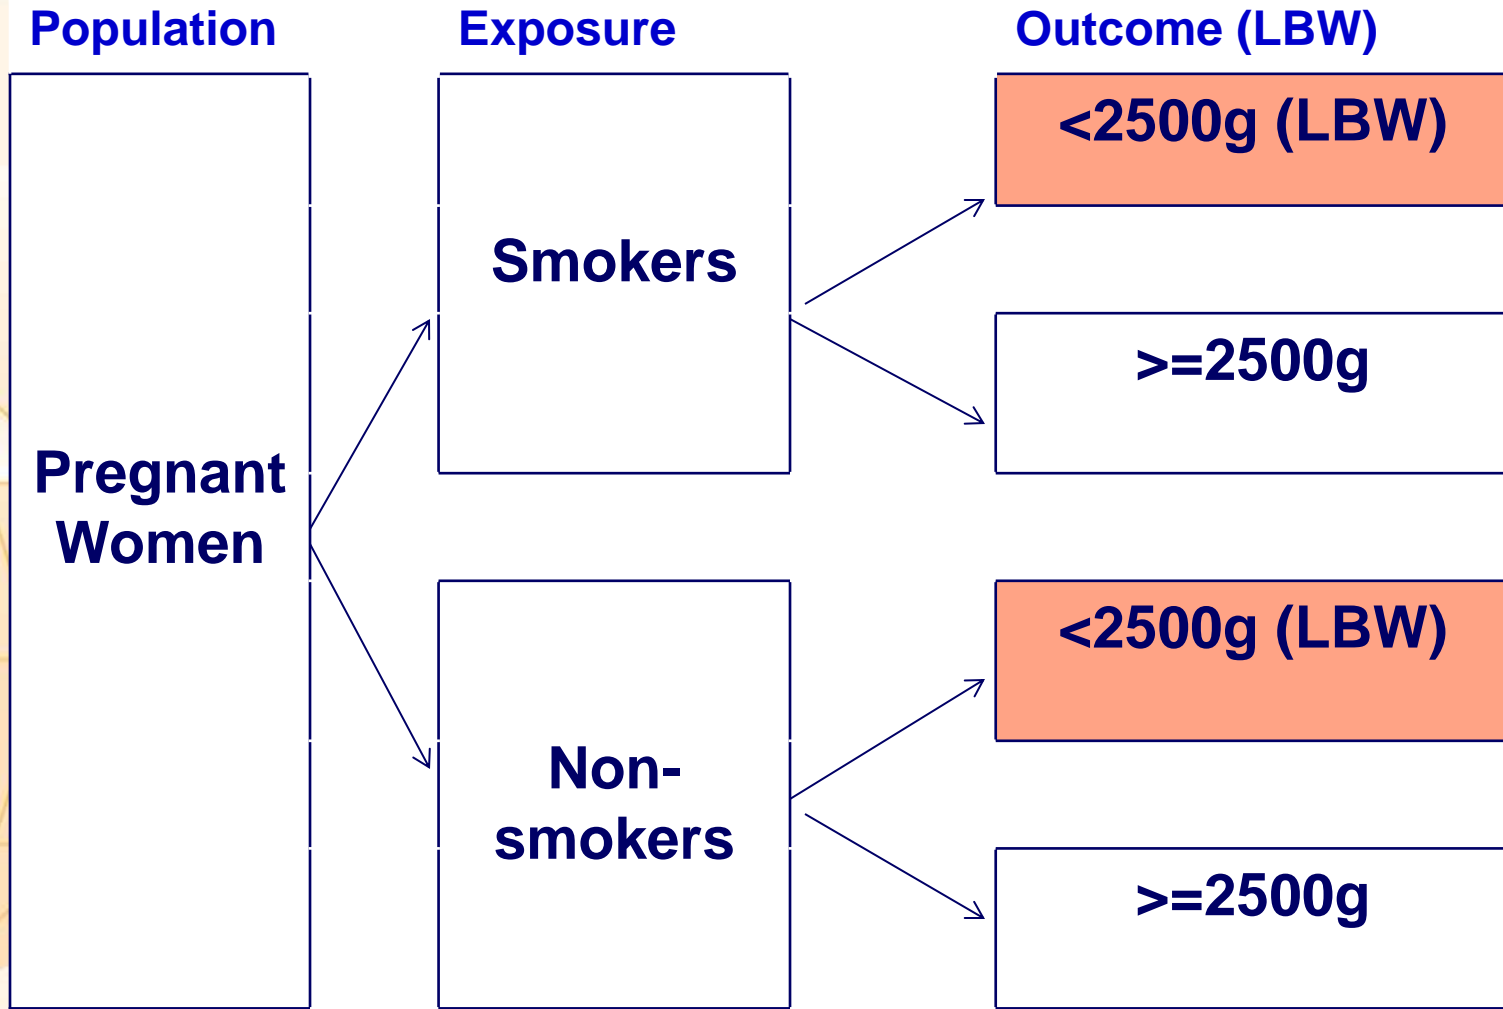 Population
Exposure
Outcome (LBW)
Pregnant
Women
Smokers
<2500g (LBW)
>=2500g
Non-
smokers
<2500g (LBW)
>=2500g